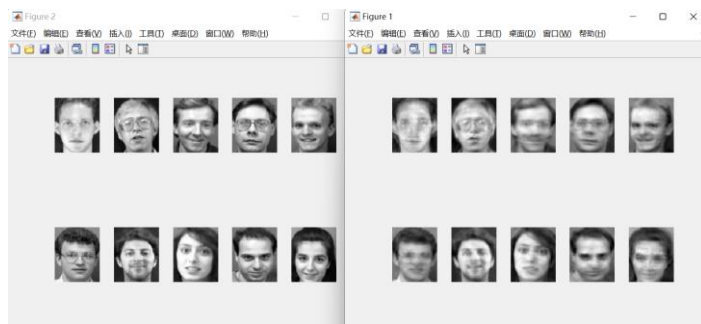 Figure 2
文件(F) 编辑(E) 查看(V) 插入(I) 工具(T) 桌面(D) 窗口(W) 帮助(H)
Figure 1
文件(F) 编辑(E) 查看(V) 插入(I) 工具(T) 桌面(D) 窗口(W) 帮助(H)